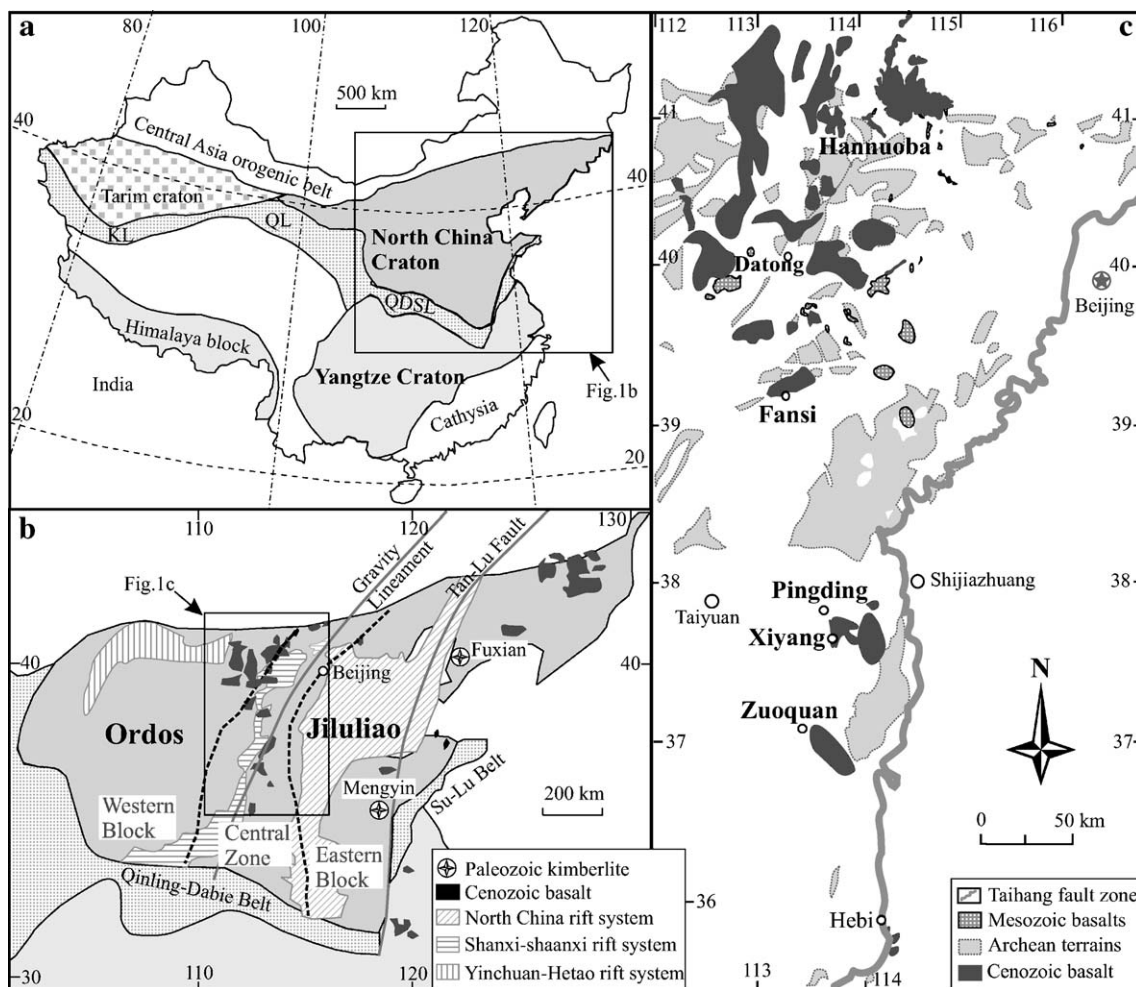 a
80
100
120
500 km
40
Central Asia orogenic belt
Tarim craton
40
KL
QL
North China
Craton
QDSL
Himalaya block
Fig.1b
India
Yangtze Craton
Cathysia
20
20
b
110
120
130
Gravity
Lineament
Tan-Lu Fault
Fig.1c
40
Beijing
Fuxian
40
Ordos
Jiluliao
Mengyin
Su-Lu Belt
200 km
Western
Block
Central
Zone
Eastern
Block
Qinling-Dabie Belt
30
110
120
Paleozoic kimberlite
Cenozoic basalt
North China rift system
Shanxi-shaanxi rift system
Yinchuan-Hetao rift system
112
113
114
115
116
c
41
41
Hannuoba
40
Datong
40
Beijing
Fansi
39
39
38
Shijiazhuang
38
Pingding
Taiyuan
Xiyang
N
Zuoquan
37
37
0
50 km
36
36
Hebi
113
114
Taihang fault zone
Mesozoic basalts
Archean terrains
Cenozoic basalt